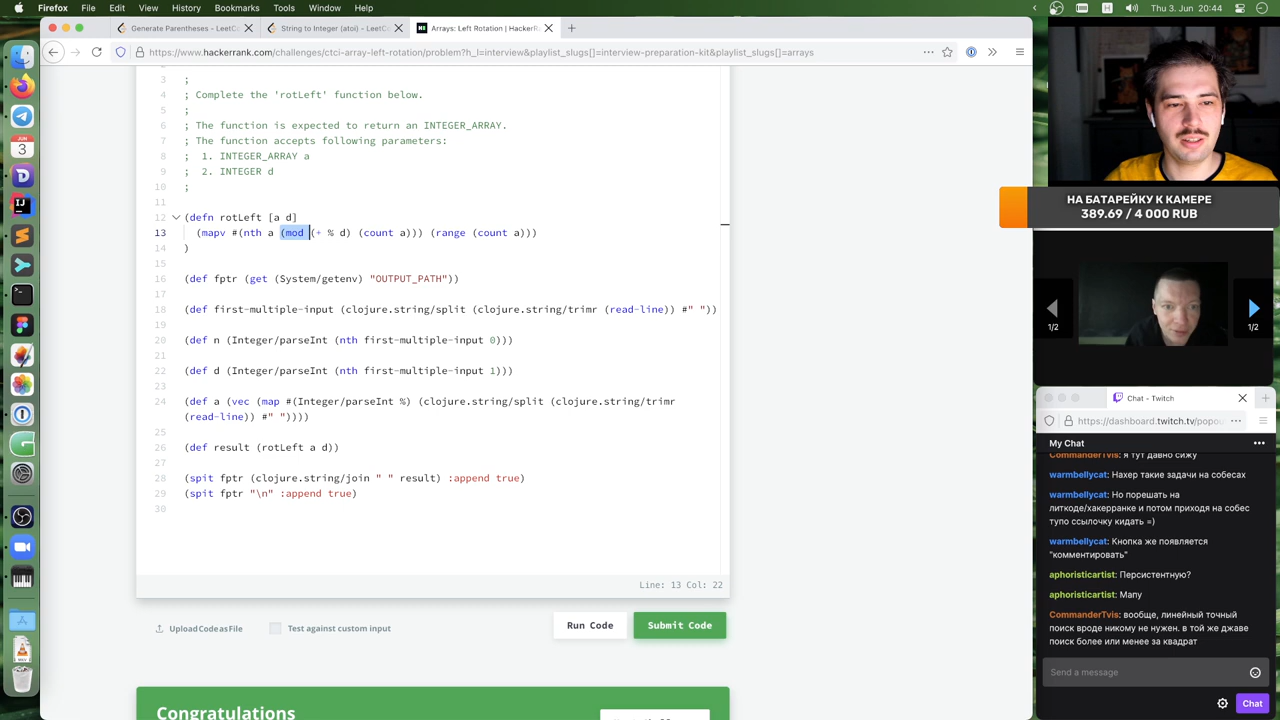 Firefox File Edit View History Bookmarks Tools Window Help
Generate Parentheses - LeetCo
String to Integer (atoi) - LeetCo
Arrays: Left Rotation | HackerRa
https://www.hackerrank.com/challenges/ctci-array-left-rotation/problem?h_l=interview&playlist_slugs[]=interview-preparation-kit&playlist_slugs[]=arrays
3 ;
4 ; Complete the 'rotLeft' function below.
5 ;
6 ; The function is expected to return an INTEGER_ARRAY.
7 ; The function accepts following parameters:
8 ;  1. INTEGER_ARRAY a
9 ;  2. INTEGER d
10 ;
11
12 (defn rotLeft [a d]
13   (mapv #(nth a (mod (+ % d) (count a))) (range (count a)))
14 )
15
16 (def fptr (get (System/getenv) "OUTPUT_PATH"))
17
18 (def first-multiple-input (clojure.string/split (clojure.string/trimr (read-line)) #" "))
19
20 (def n (Integer/parseInt (nth first-multiple-input 0)))
21
22 (def d (Integer/parseInt (nth first-multiple-input 1)))
23
24 (def a (vec (map #(Integer/parseInt %) (clojure.string/split (clojure.string/trimr
(read-line)) #" "))))
25
26 (def result (rotLeft a d))
27
28 (spit fptr (clojure.string/join " " result) :append true)
29 (spit fptr "\n" :append true)
30
Line: 13 Col: 22
Upload Code as File
Test against custom input
Run Code
Submit Code
Congratulations
JUN
3
НА БАТАРЕЙКУ К КАМЕРЕ
389.69 / 4 000 RUB
1/2
1/2
Chat - Twitch
https://dashboard.twitch.tv/popou
My Chat
CommanderTvis: я тут давно сижу
warmbellycat: Нахер такие задачи на собесах
warmbellycat: Но порешать на
литкоде/хакерранке и потом приходя на собес
тупо ссылочку кидать =)
warmbellycat: Кнопка же появляется
"комментировать"
aphoristicartist: Персистентную?
aphoristicartist: Мапу
CommanderTvis: вообще, линейный точный
поиск вроде никому не нужен. в той же джаве
поиск более или менее за квадрат
Send a message
Chat